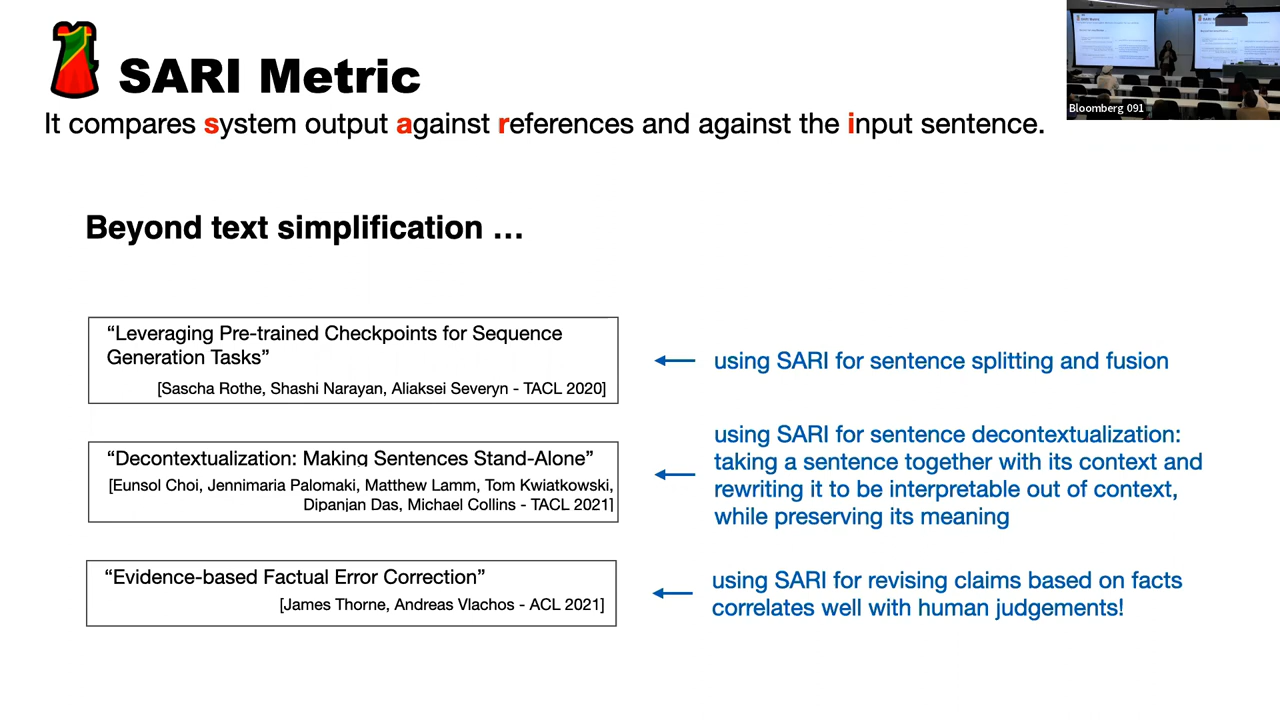 SARI Metric
It compares system output against references and against the input sentence.
Bloomberg 091
Beyond text simplification …
“Leveraging Pre-trained Checkpoints for Sequence
Generation Tasks”
[Sascha Rothe, Shashi Narayan, Aliaksei Severyn - TACL 2020]
using SARI for sentence splitting and fusion
“Decontextualization: Making Sentences Stand-Alone”
[Eunsol Choi, Jennimaria Palomaki, Matthew Lamm, Tom Kwiatkowski,
Dipanjan Das, Michael Collins - TACL 2021]
using SARI for sentence decontextualization:
taking a sentence together with its context and
rewriting it to be interpretable out of context,
while preserving its meaning
“Evidence-based Factual Error Correction”
[James Thorne, Andreas Vlachos - ACL 2021]
using SARI for revising claims based on facts
correlates well with human judgements!